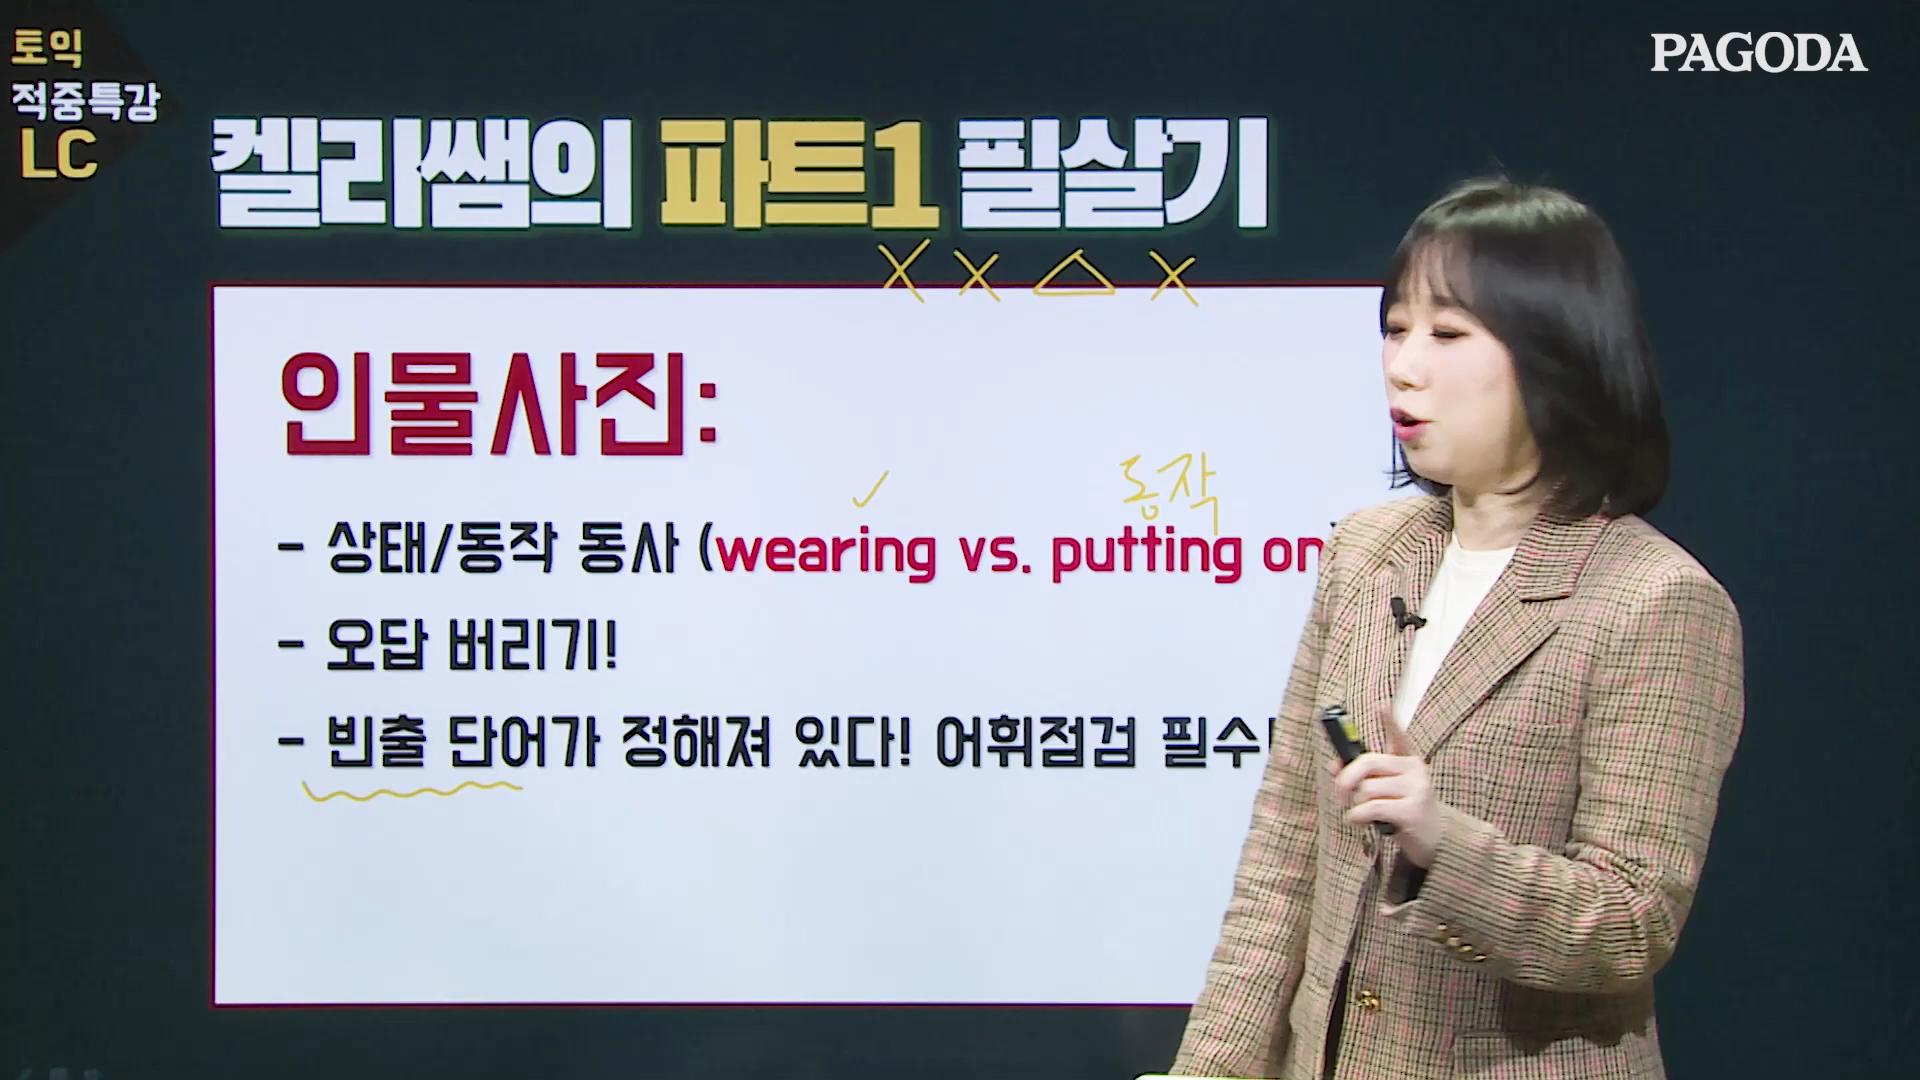 토익
적중특강
LC
PAGODA
켈리쌤의 파트1 필살기
X X △ X
인물사진:
✓ 동작
- 상태/동작 동사 (wearing vs. putting on
- 오답 버리기!
- 빈출 단어가 정해져 있다! 어휘점검 필수!